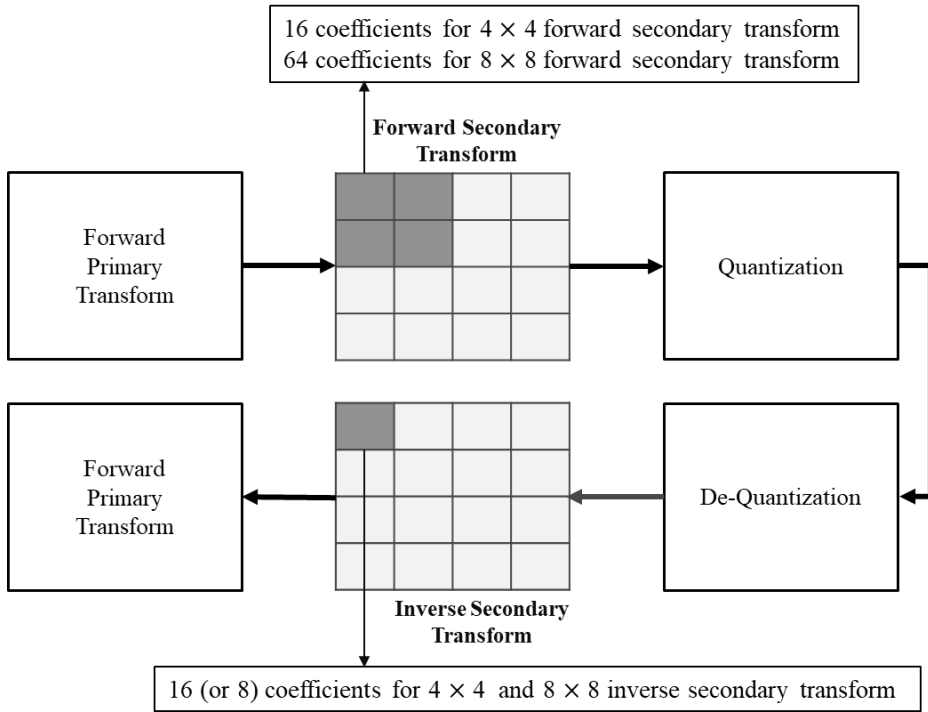 16 coefficients for 4 × 4 forward secondary transform
64 coefficients for 8 × 8 forward secondary transform
Forward Secondary
Transform
Forward
Primary
Transform
Quantization
Forward
Primary
Transform
De-Quantization
Inverse Secondary
Transform
16 (or 8) coefficients for 4 × 4 and 8 × 8 inverse secondary transform